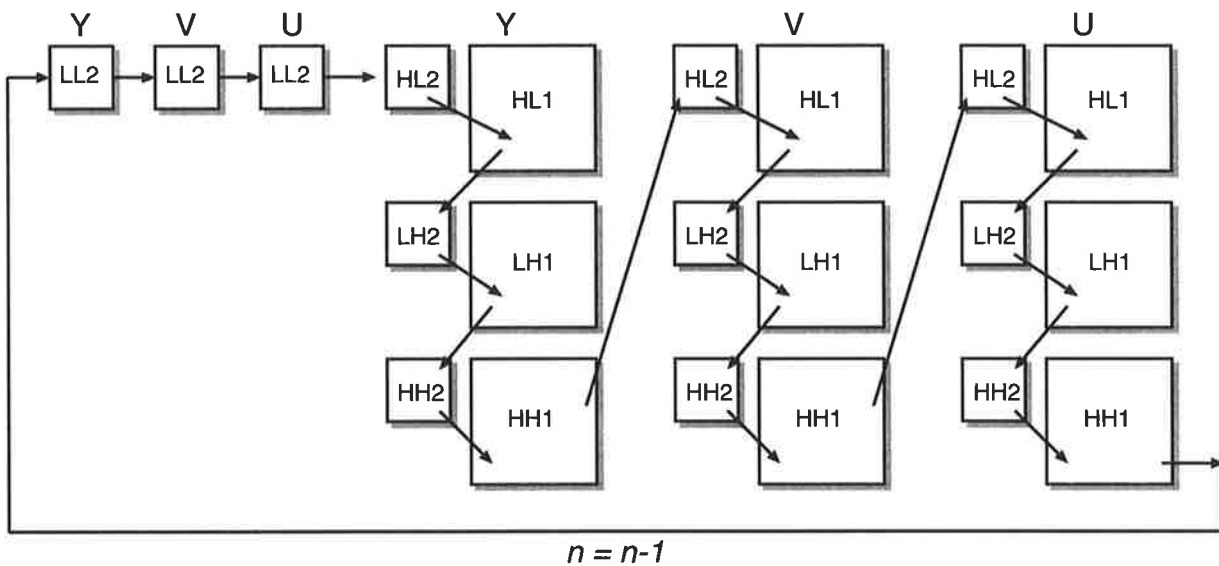 Y V U Y V U
LL2 LL2 LL2 HL2 HL1 HL2 HL1 HL2 HL1
LH2 LH1 LH2 LH1 LH2 LH1
HH2 HH1 HH2 HH1 HH2 HH1
n = n-1